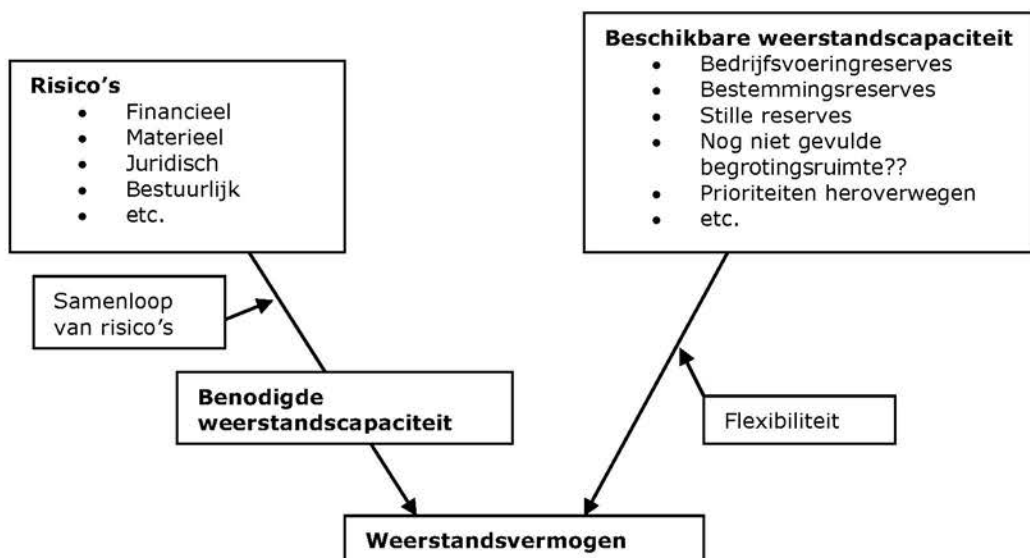 Risico's
• Financieel
• Materieel
• Juridisch
• Bestuurlijk
• etc.
Beschikbare weerstandscapaciteit
• Bedrijfsvoeringreserves
• Bestemmingsreserves
• Stille reserves
• Nog niet gevulde
begrotingsruimte??
• Prioriteiten heroverwegen
• etc.
Samenloop
van risico's
Benodigde
weerstandscapaciteit
Flexibiliteit
Weerstandsvermogen